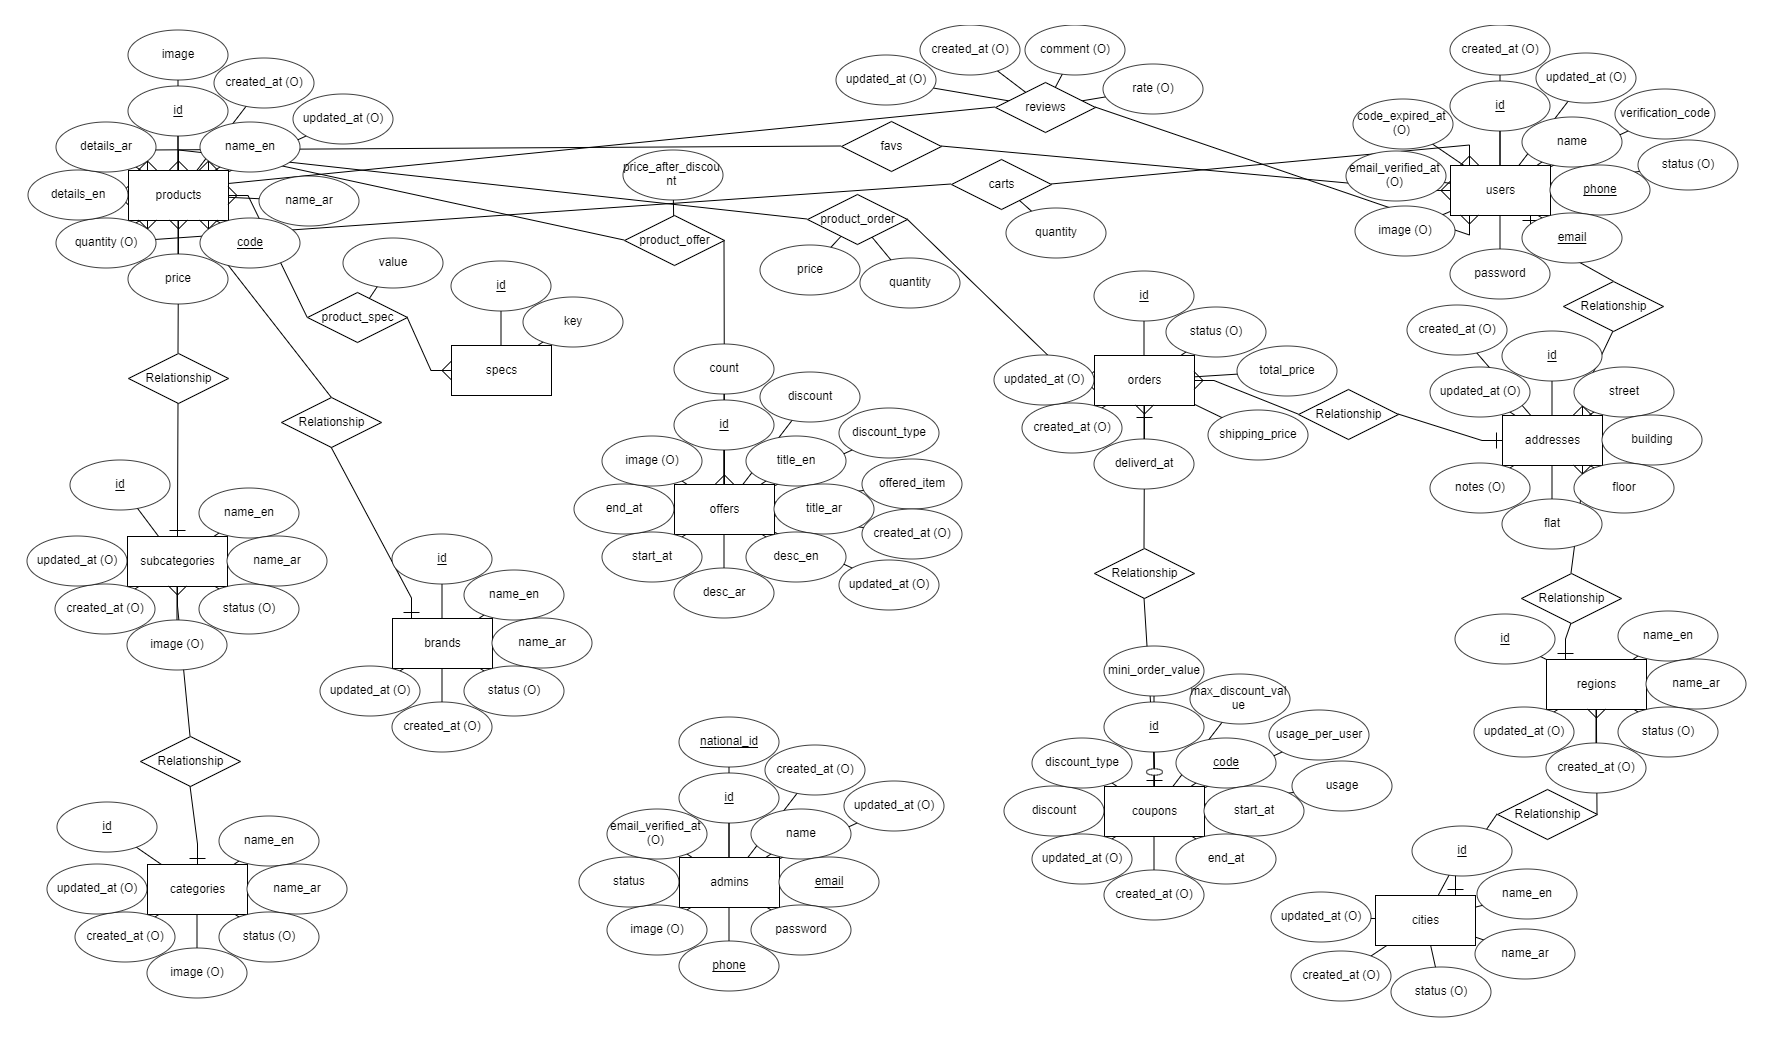 image
created_at (O)
id
updated_at (O)
details_ar
name_en
products
details_en
name_ar
quantity (O)
code
price
created_at (O)
comment (O)
updated_at (O)
rate (O)
reviews
favs
price_after_discou
nt
carts
product_order
product_offer
quantity
price
quantity
value
product_spec
id
key
specs
created_at (O)
updated_at (O)
id
verification_code
code_expired_at
(O)
name
status (O)
email_verified_at
(O)
users
phone
image (O)
email
password
Relationship
id
status (O)
total_price
updated_at (O)
orders
created_at (O)
shipping_price
deliverd_at
Relationship
created_at (O)
id
updated_at (O)
street
addresses
building
notes (O)
floor
flat
Relationship
Relationship
count
discount
id
discount_type
image (O)
title_en
offered_item
end_at
offers
title_ar
created_at (O)
start_at
desc_en
updated_at (O)
desc_ar
id
name_en
updated_at (O)
subcategories
name_ar
created_at (O)
status (O)
image (O)
id
name_en
brands
name_ar
updated_at (O)
status (O)
created_at (O)
Relationship
Relationship
id
name_en
regions
name_ar
updated_at (O)
status (O)
created_at (O)
Relationship
mini_order_value
max_discount_val
ue
id
usage_per_user
discount_type
code
usage
discount
coupons
start_at
updated_at (O)
end_at
created_at (O)
national_id
created_at (O)
id
updated_at (O)
email_verified_at
(O)
name
status
admins
email
image (O)
password
phone
Relationship
id
name_en
updated_at (O)
categories
name_ar
created_at (O)
status (O)
image (O)
id
name_en
updated_at (O)
cities
name_ar
created_at (O)
status (O)